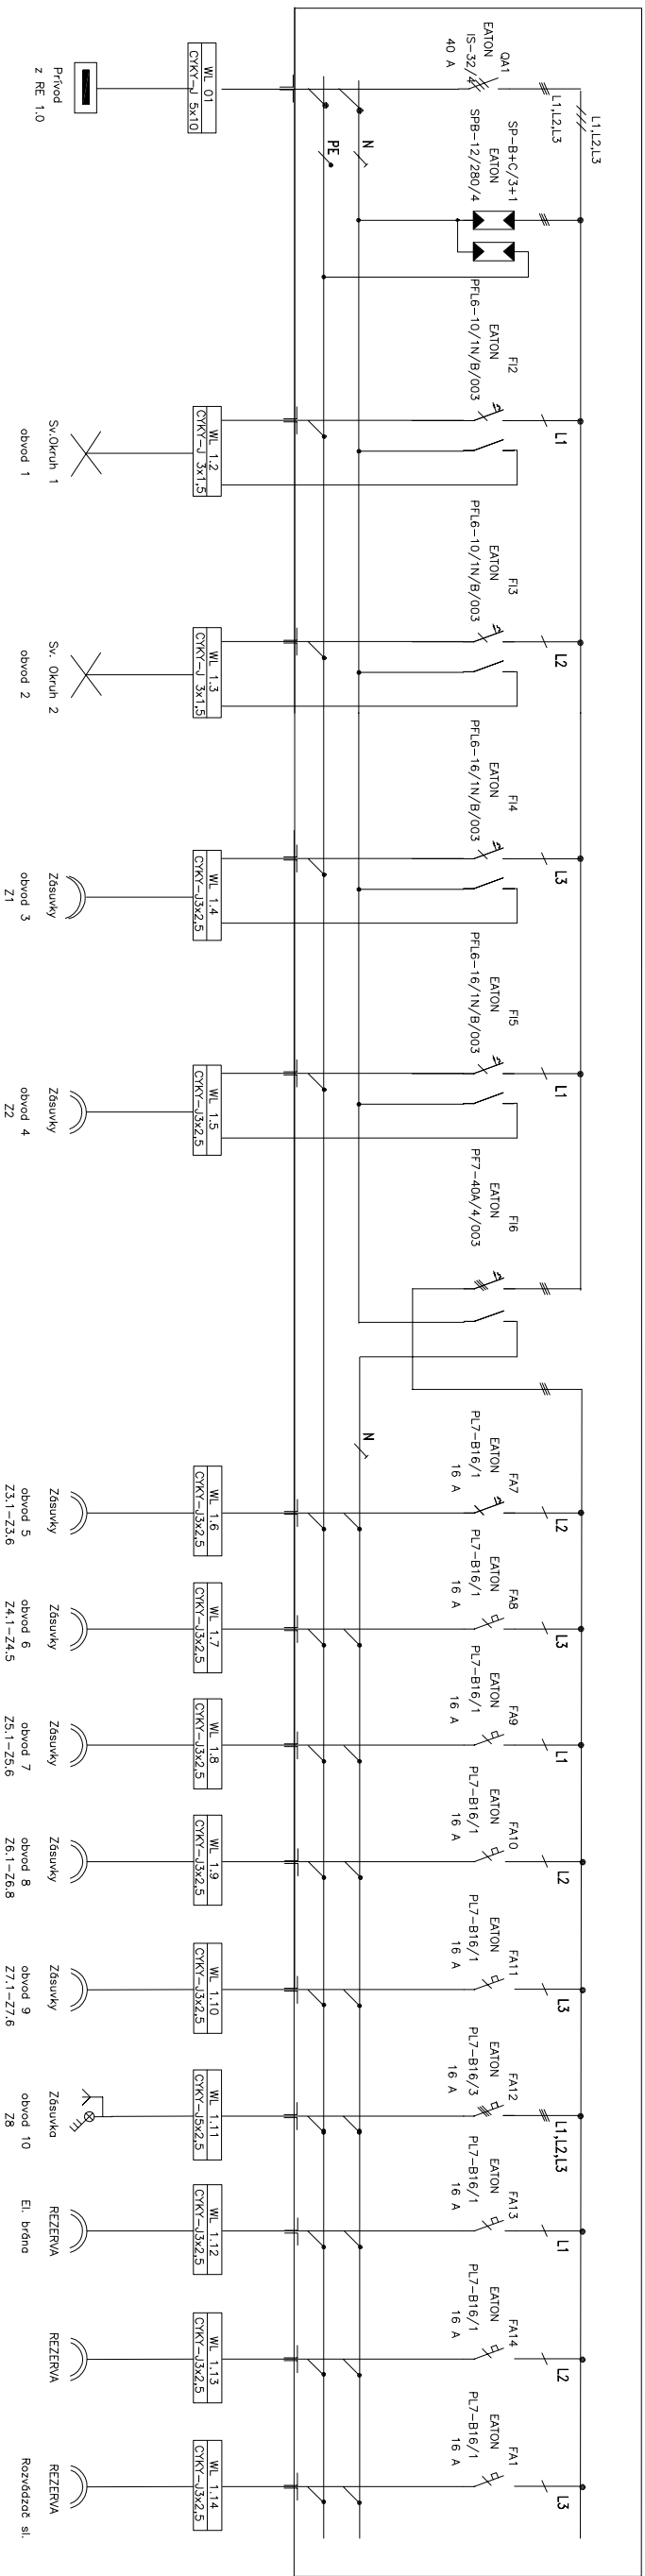 L1,L2,L3
L1,L2,L3
QA1
EATON
IS-32/4
40 A
N
PE
WL 01
CYKY-J 5x10
Prívod
z RE 1.0
SP-B+C/3+1
EATON
SPB-12/280/4
FI2
EATON
PFL6-10/1N/B/003
L1
WL 1.2
CYKY-J 3x1,5
Sv.Okruh 1
obvod 1
FI3
EATON
PFL6-10/1N/B/003
L2
WL 1.3
CYKY-J 3x1,5
Sv. Okruh 2
obvod 2
FI4
EATON
PFL6-16/1N/B/003
L3
WL 1.4
CYKY-J3x2,5
Zásuvky
obvod 3
Z1
FI5
EATON
PFL6-16/1N/B/003
L1
WL 1.5
CYKY-J3x2,5
Zásuvky
obvod 4
Z2
FI6
EATON
PF7-40A/4/003
N
FA7
EATON
PL7-B16/1
16 A
L2
WL 1.6
CYKY-J3x2,5
Zásuvky
obvod 5
Z3.1-Z3.6
FA8
EATON
PL7-B16/1
16 A
L3
WL 1.7
CYKY-J3x2,5
Zásuvky
obvod 6
Z4.1-Z4.5
FA9
EATON
PL7-B16/1
16 A
L1
WL 1.8
CYKY-J3x2,5
Zásuvky
obvod 7
Z5.1-Z5.6
FA10
EATON
PL7-B16/1
16 A
L2
WL 1.9
CYKY-J3x2,5
Zásuvky
obvod 8
Z6.1-Z6.8
FA11
EATON
PL7-B16/1
16 A
L3
WL 1.10
CYKY-J3x2,5
Zásuvky
obvod 9
Z7.1-Z7.6
FA12
EATON
PL7-B16/3
16 A
L1,L2,L3
WL 1.11
CYKY-J5x2,5
Zásuvka
obvod 10
Z8
FA13
EATON
PL7-B16/1
16 A
L1
WL 1.12
CYKY-J3x2,5
REZERVA
El. brána
FA14
EATON
PL7-B16/1
16 A
L2
WL 1.13
CYKY-J3x2,5
REZERVA
FA1
EATON
PL7-B16/1
16 A
L3
WL 1.14
CYKY-J3x2,5
REZERVA
Rozvádzač sl.